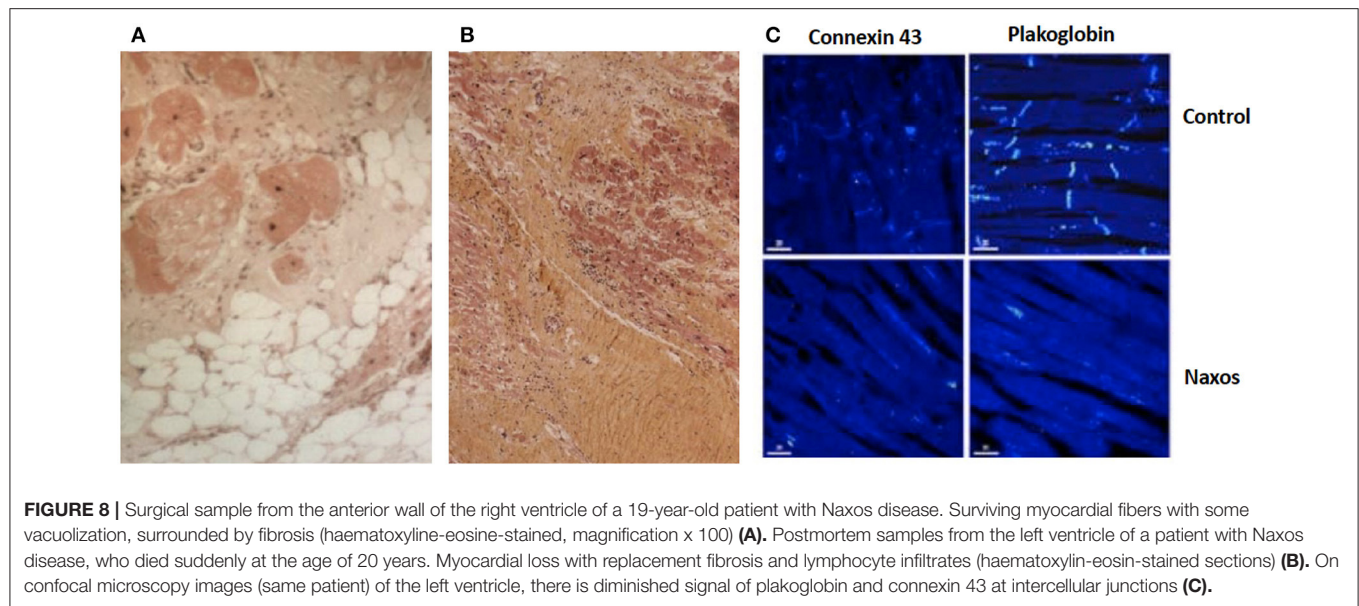 A
B
C Connexin 43 Plakoglobin
Control
Naxos
FIGURE 8 | Surgical sample from the anterior wall of the right ventricle of a 19-year-old patient with Naxos disease. Surviving myocardial fibers with some
vacuolization, surrounded by fibrosis (haematoxyline-eosine-stained, magnification x 100) (A). Postmortem samples from the left ventricle of a patient with Naxos
disease, who died suddenly at the age of 20 years. Myocardial loss with replacement fibrosis and lymphocyte infiltrates (haematoxylin-eosin-stained sections) (B). On
confocal microscopy images (same patient) of the left ventricle, there is diminished signal of plakoglobin and connexin 43 at intercellular junctions (C).